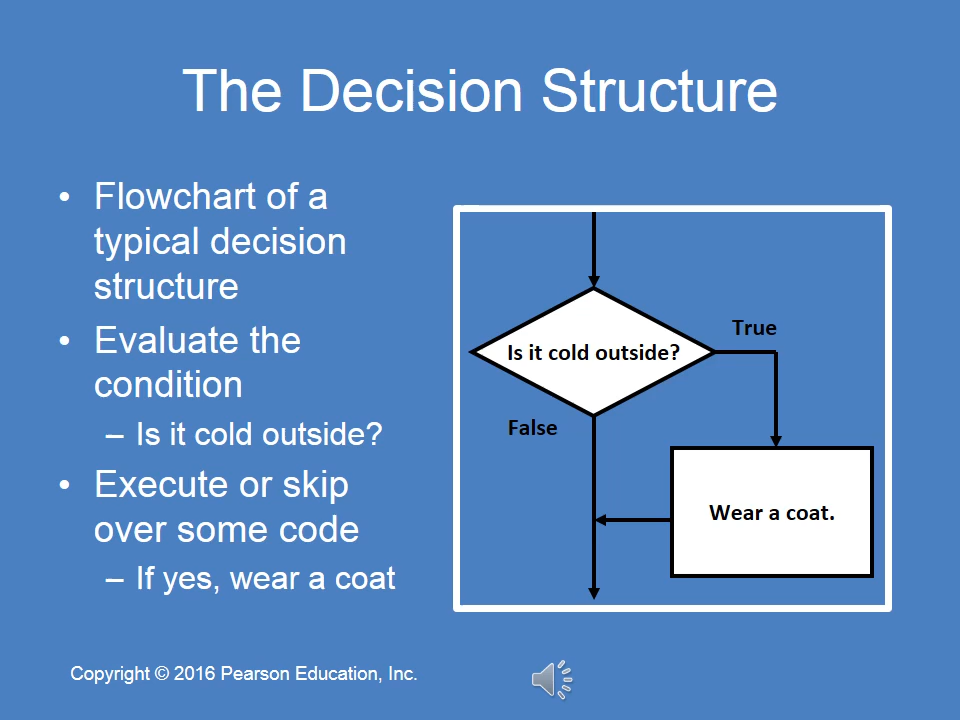 The Decision Structure
• Flowchart of a
typical decision
structure
• Evaluate the
condition
– Is it cold outside?
• Execute or skip
over some code
– If yes, wear a coat
True
Is it cold outside?
False
Wear a coat.
Copyright © 2016 Pearson Education, Inc.